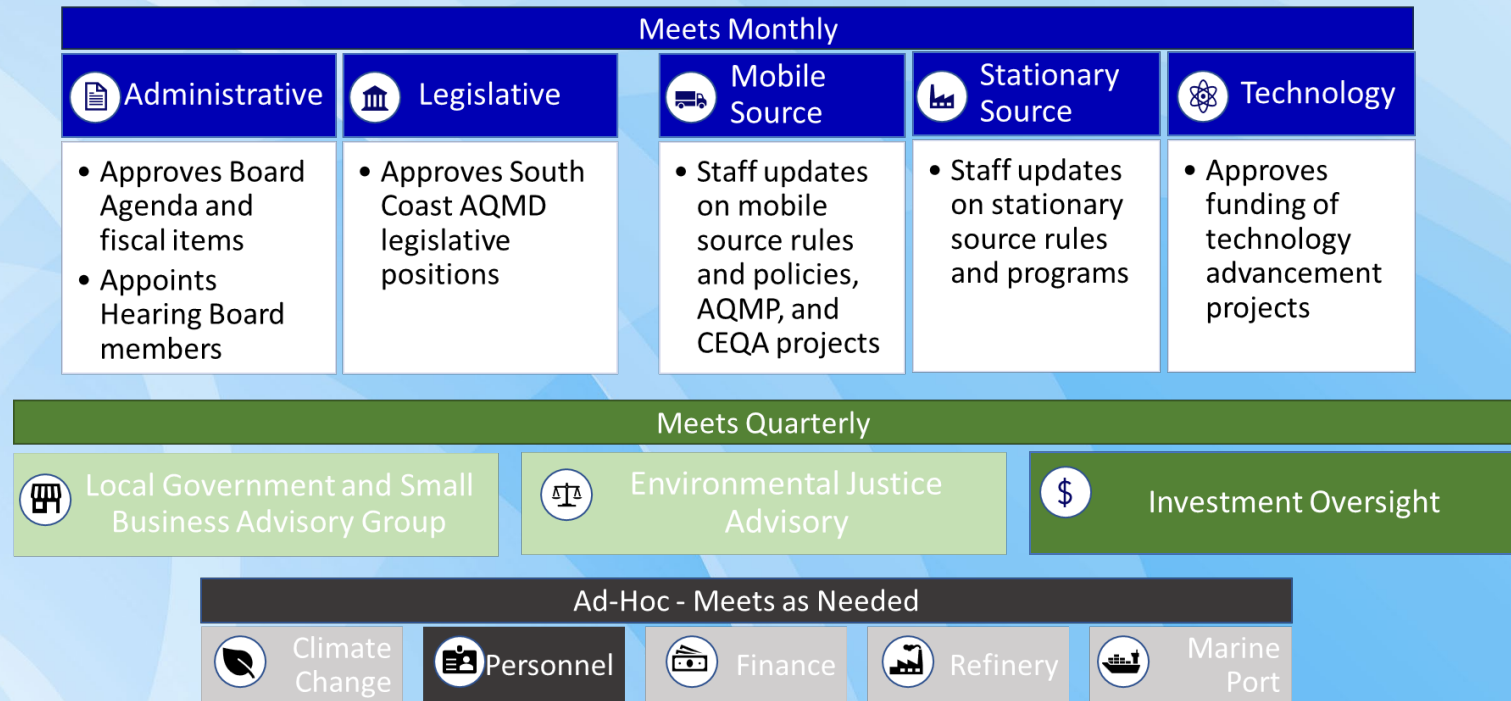 Meets Monthly
Administrative
• Approves Board
Agenda and
fiscal items
• Appoints
Hearing Board
members
Legislative
• Approves South
Coast AQMD
legislative
positions
Mobile
Source
• Staff updates
on mobile
source rules
and policies,
AQMP, and
CEQA projects
Stationary
Source
• Staff updates
on stationary
source rules
and programs
Technology
• Approves
funding of
technology
advancement
projects
Meets Quarterly
Local Government and Small
Business Advisory Group
Environmental Justice
Advisory
$
Investment Oversight
Ad-Hoc - Meets as Needed
Climate
Change
Personnel
Finance
Refinery
Marine
Port